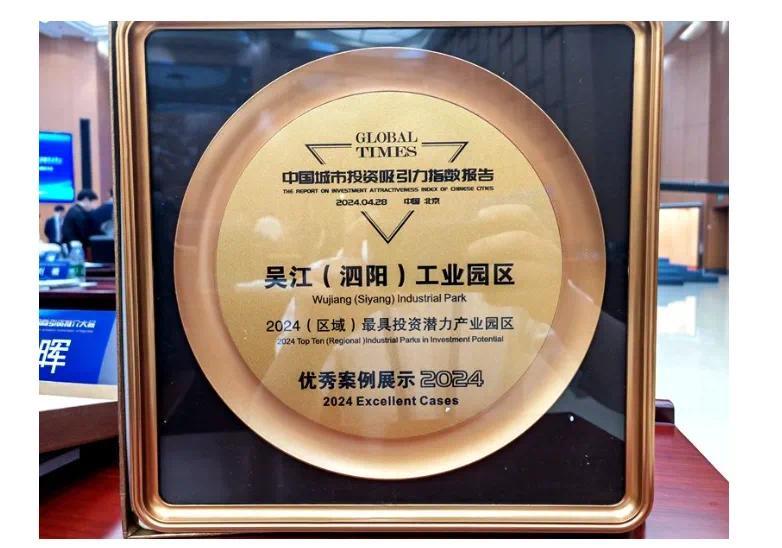 GLOBAL
TIMES
中国城市投资吸引力指数报告
THE REPORT ON INVESTMENT ATTRACTIVENESS INDEX OF CHINESE CITIES
2024.04.28 中国 北京
吴江（泗阳）工业园区
Wujiang (Siyang) Industrial Park
2024（区域）最具投资潜力产业园区
2024 Top Ten (Regional )Industrial Parks in Investment Potential
优秀案例展示 2024
2024 Excellent Cases
推介大会
晖